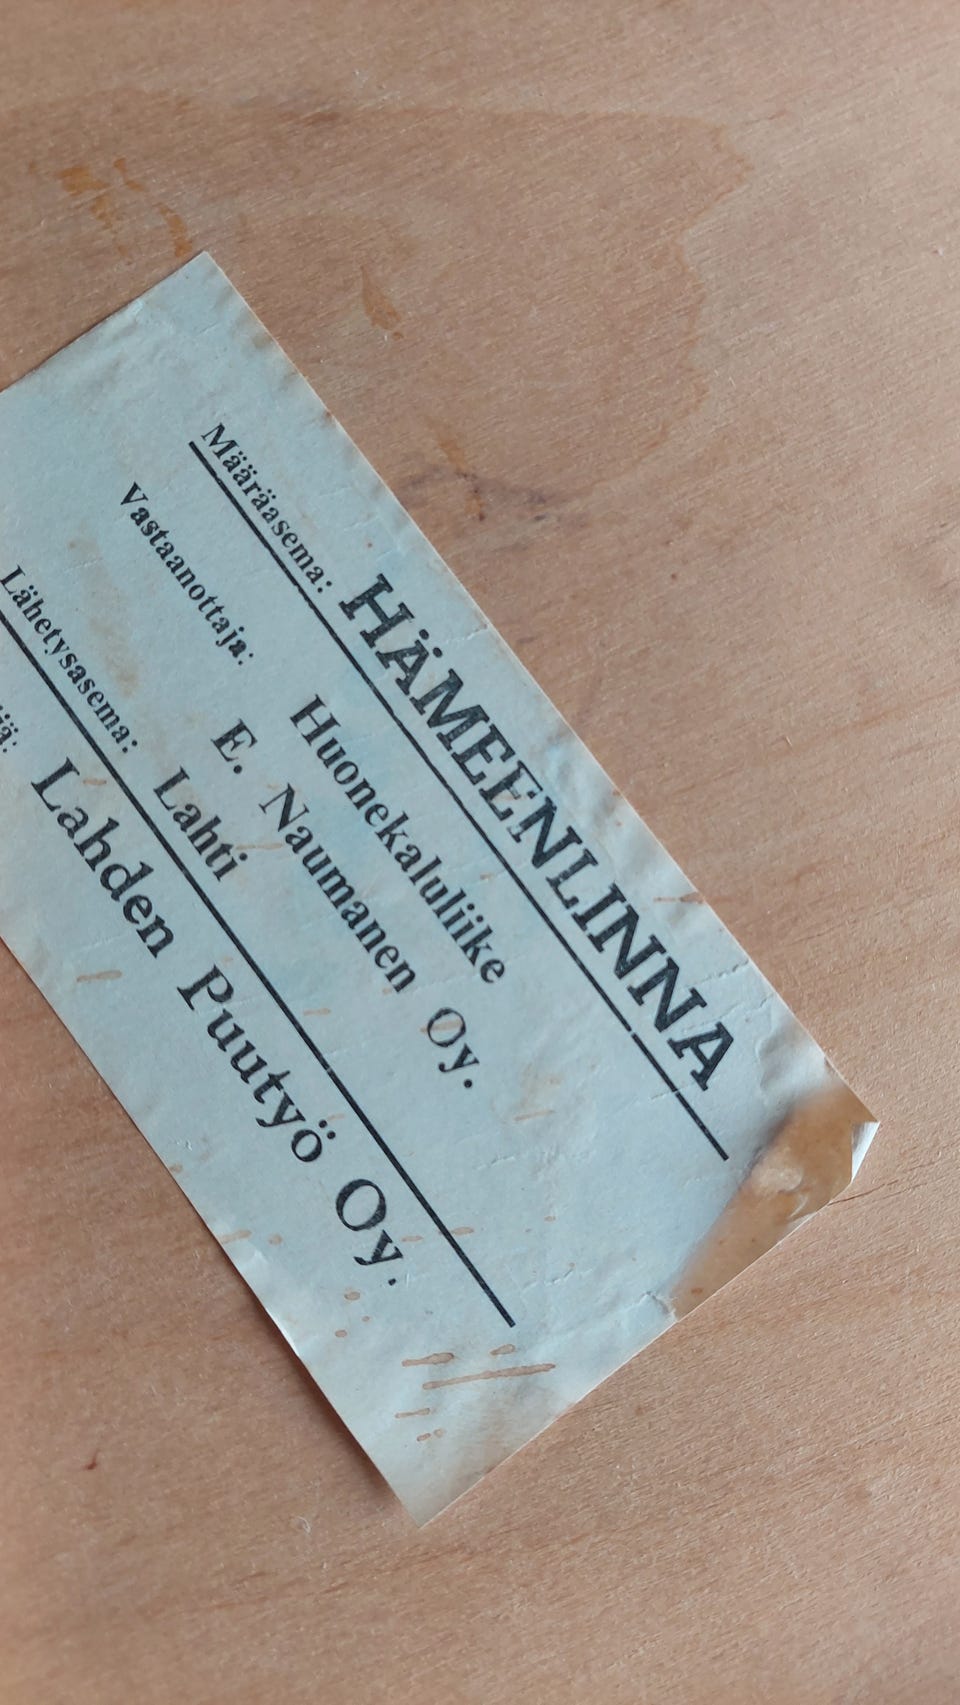 Määräasema: HÄMEENLINNA
Vastaanottaja: Huonekaluliike
E. Naumanen Oy.
Lähetysasema: Lahti
Lahden Puutyö Oy.